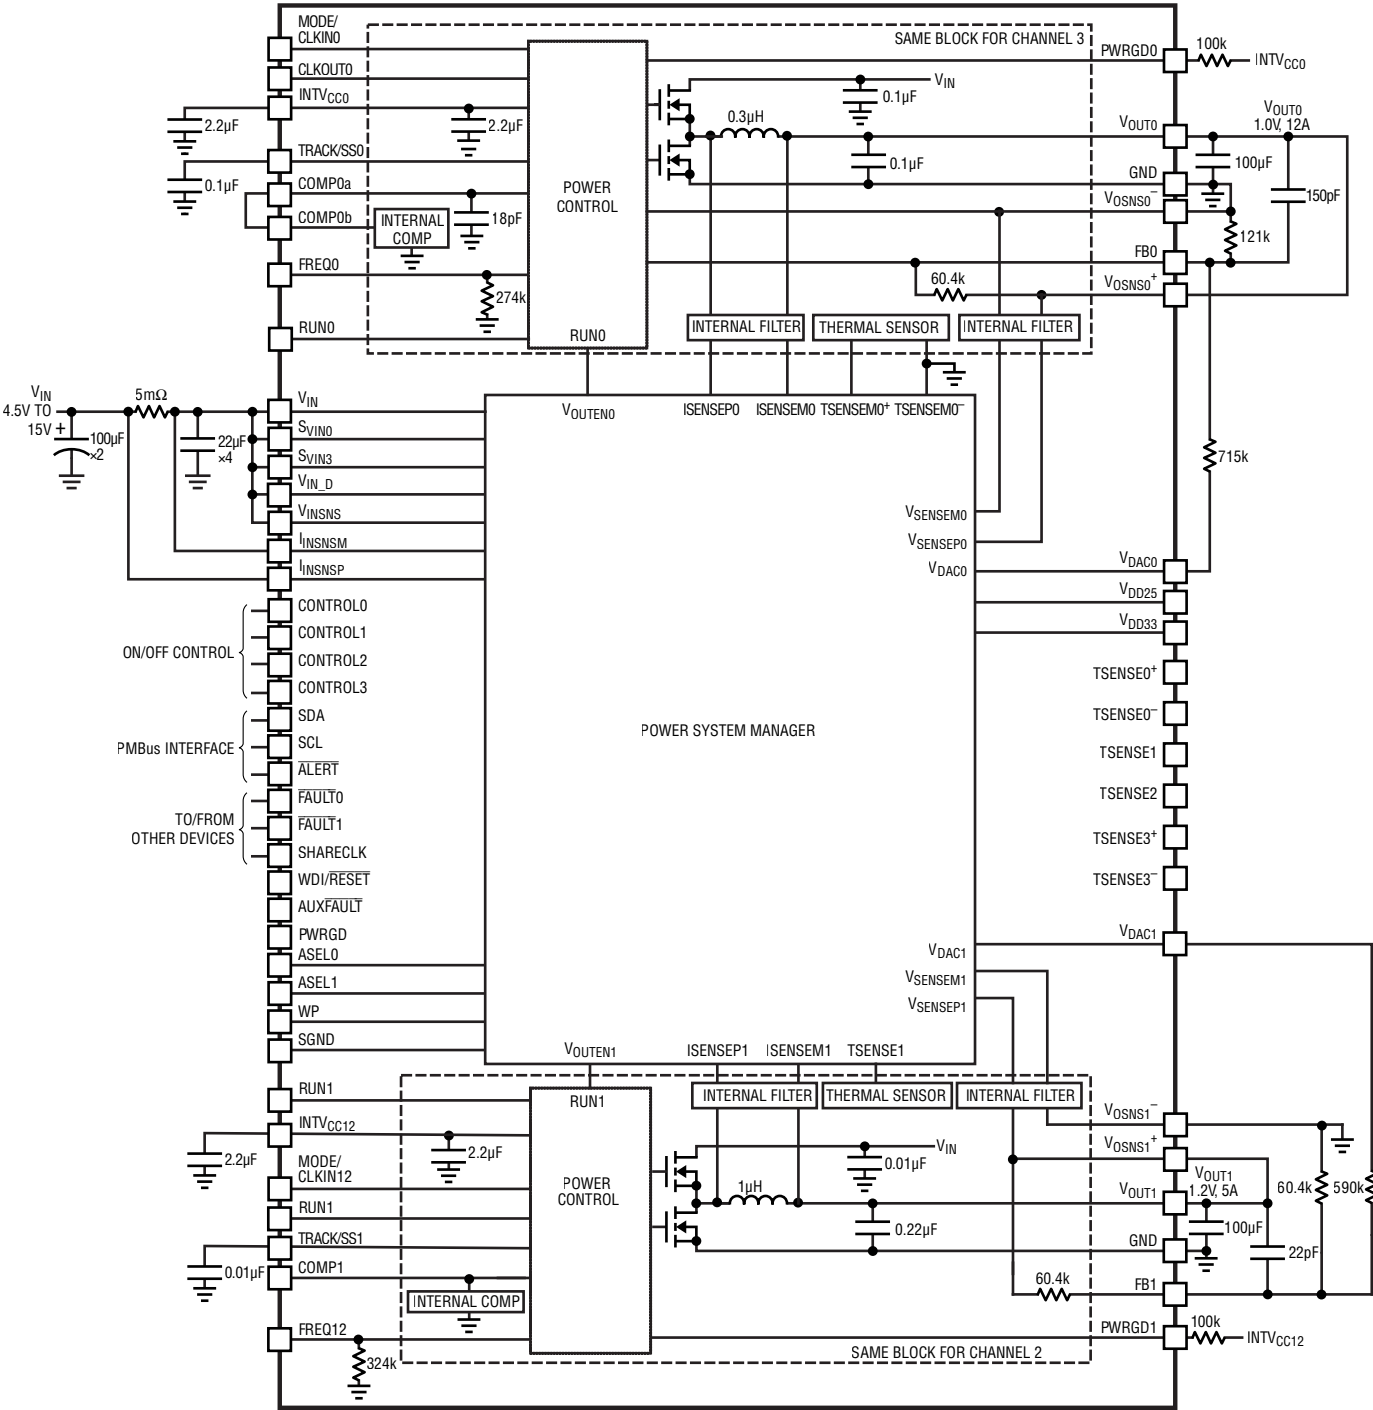 MODE/
CLKIN0
CLKOUT0
INTVCC0
2.2µF
2.2µF
TRACK/SS0
0.1µF
COMP0a
COMP0b
INTERNAL
COMP
18pF
FREQ0
274k
RUN0
POWER
CONTROL
RUN0
SAME BLOCK FOR CHANNEL 3
VIN
0.1µF
0.3µH
0.1µF
60.4k
INTERNAL FILTER
THERMAL SENSOR
INTERNAL FILTER
PWRGD0
100k
INTVCC0
VOUT0
VOUT0
1.0V, 12A
100µF
150pF
GND
VOSNS0–
121k
FB0
VOSNS0+
715k
VIN
4.5V TO
15V
+
100µF
×2
5mΩ
22µF
×4
VIN
SVIN0
SVIN3
VIN_D
VINSNS
IINSNSM
IINSNSP
ON/OFF CONTROL
CONTROL0
CONTROL1
CONTROL2
CONTROL3
PMBus INTERFACE
SDA
SCL
ALERT
TO/FROM
OTHER DEVICES
FAULT0
FAULT1
SHARECLK
WDI/RESET
AUXFAULT
PWRGD
ASEL0
ASEL1
WP
SGND
VOUTEN0
ISENSEP0
ISENSEM0
TSENSEM0+
TSENSEM0–
VSENSEM0
VSENSEP0
VDAC0
POWER SYSTEM MANAGER
VDAC1
VSENSEM1
VSENSEP1
VOUTEN1
ISENSEP1
ISENSEM1
TSENSE1
VDAC0
VDD25
VDD33
TSENSE0+
TSENSE0–
TSENSE1
TSENSE2
TSENSE3+
TSENSE3–
VDAC1
RUN1
INTVCC12
2.2µF
2.2µF
MODE/
CLKIN12
RUN1
TRACK/SS1
0.01µF
COMP1
INTERNAL COMP
FREQ12
324k
RUN1
POWER
CONTROL
INTERNAL FILTER
THERMAL SENSOR
INTERNAL FILTER
VIN
0.01µF
1µH
0.22µF
60.4k
SAME BLOCK FOR CHANNEL 2
VOSNS1–
VOSNS1+
VOUT1
VOUT1
1.2V, 5A
100µF
22pF
60.4k
590k
GND
FB1
PWRGD1
100k
INTVCC12